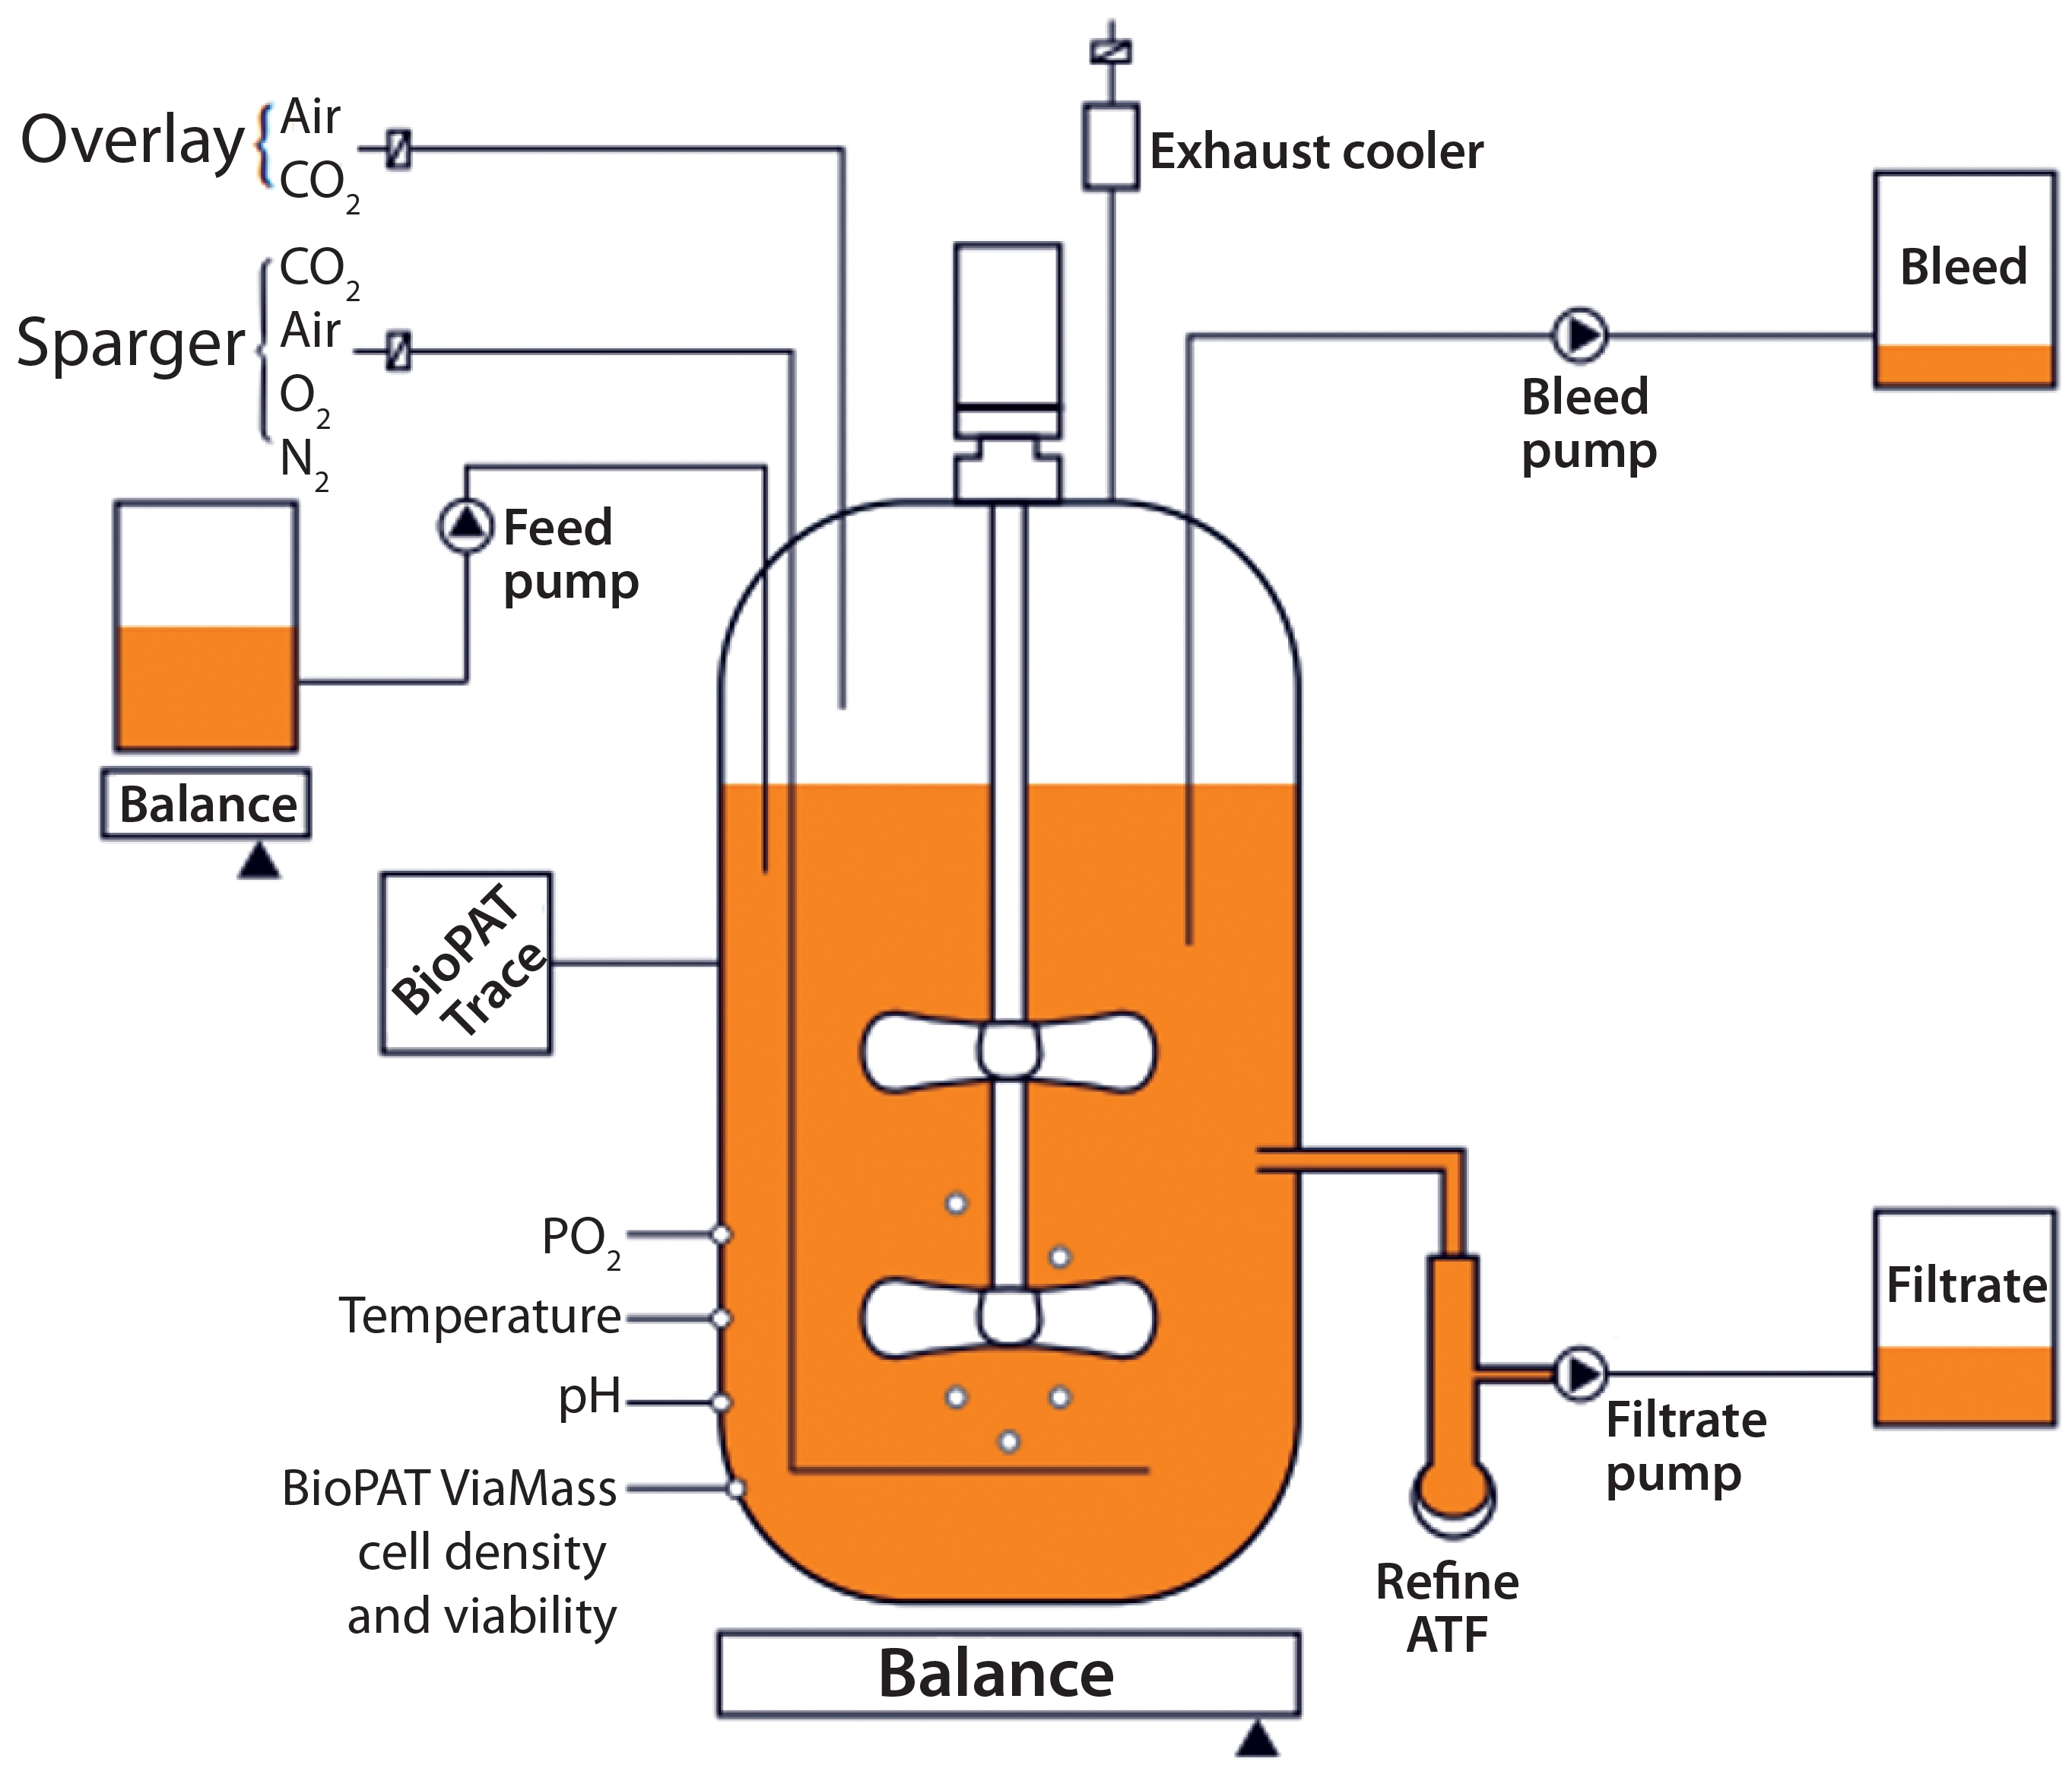 Overlay
Air
CO2
Exhaust cooler
Sparger
CO2
Air
O2
N2
Bleed
Bleed
pump
Feed
pump
Balance
BioPAT
Trace
PO2
Temperature
pH
BioPAT ViaMass
cell density
and viability
Filtrate
Filtrate
pump
Refine
ATF
Balance